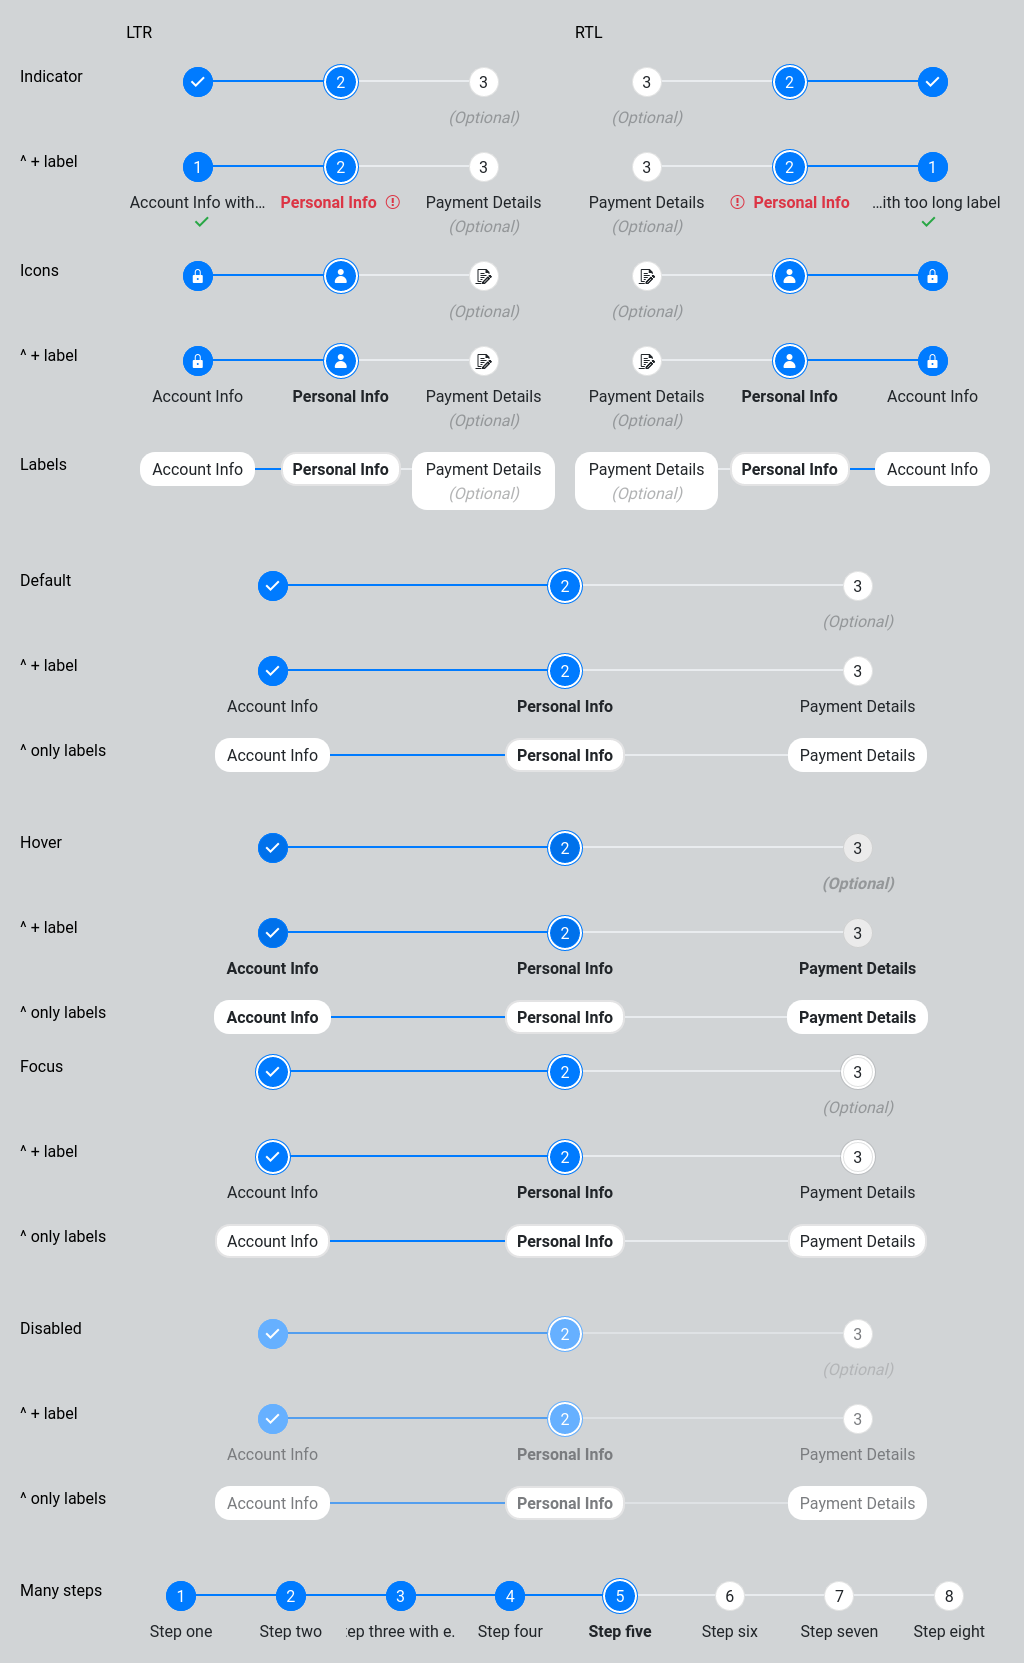 LTR RTL
Indicator 2 3 3 2
(Optional) (Optional)
^ + label 1 2 3 3 2 1
Account Info with... Personal Info Payment Details Payment Details Personal Info ...ith too long label
(Optional) (Optional)
Icons
(Optional) (Optional)
^ + label
Account Info Personal Info Payment Details Payment Details Personal Info Account Info
(Optional) (Optional)
Labels Account Info Personal Info Payment Details Payment Details Personal Info Account Info
(Optional) (Optional)
Default 2 3
(Optional)
^ + label 2 3
Account Info Personal Info Payment Details
^ only labels Account Info Personal Info Payment Details
Hover 2 3
(Optional)
^ + label 2 3
Account Info Personal Info Payment Details
^ only labels Account Info Personal Info Payment Details
Focus 2 3
(Optional)
^ + label 2 3
Account Info Personal Info Payment Details
^ only labels Account Info Personal Info Payment Details
Disabled 2 3
(Optional)
^ + label 2 3
Account Info Personal Info Payment Details
^ only labels Account Info Personal Info Payment Details
Many steps 1 2 3 4 5 6 7 8
Step one Step two ep three with e. Step four Step five Step six Step seven Step eight